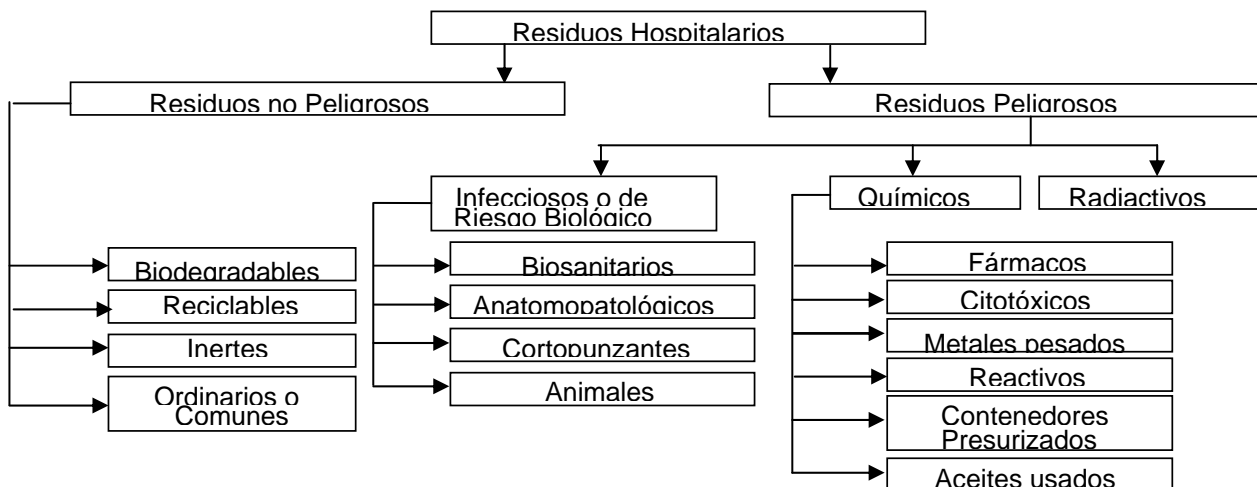 Residuos Hospitalarios
Residuos no Peligrosos
Residuos Peligrosos
Infecciosos o de
Riesgo Biológico
Químicos
Radiactivos
Biodegradables
Reciclables
Inertes
Ordinarios o
Comunes
Biosanitarios
Anatomopatológicos
Cortopunzantes
Animales
Fármacos
Citotóxicos
Metales pesados
Reactivos
Contenedores
Presurizados
Aceites usados